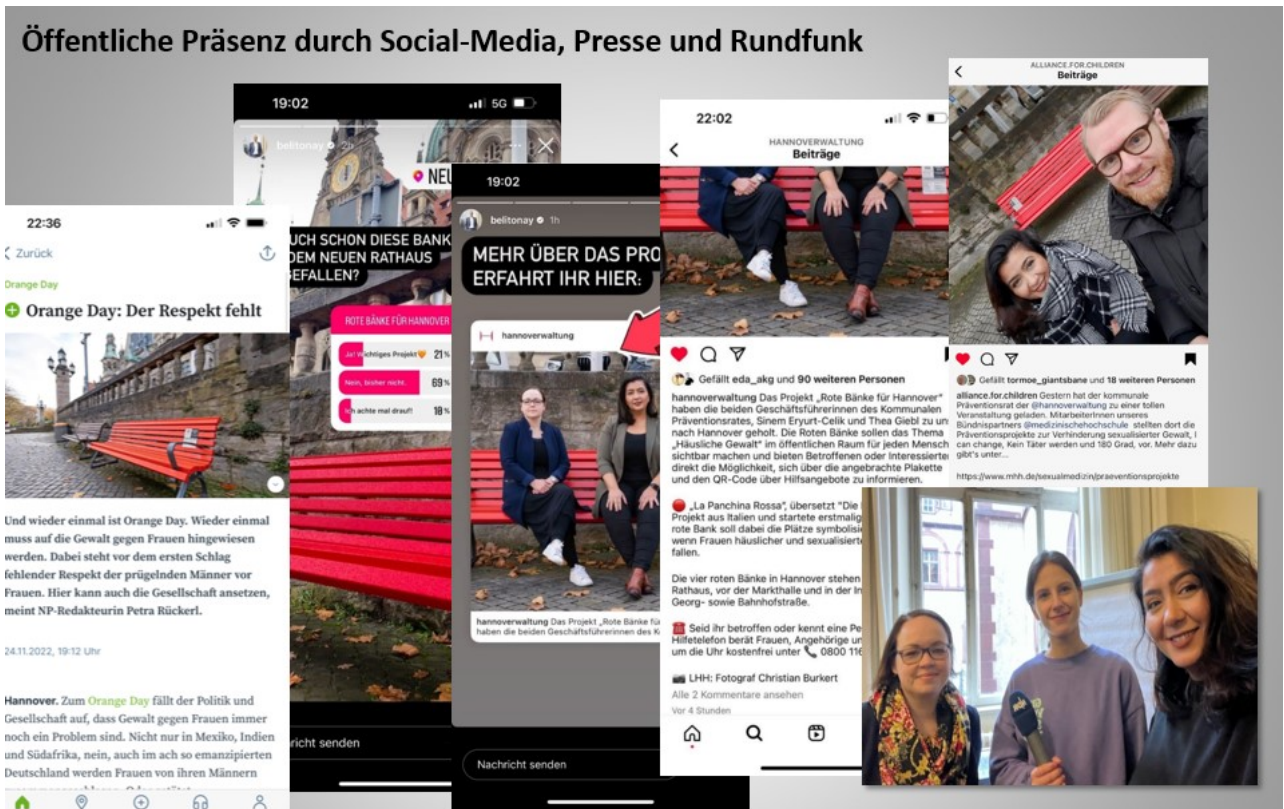 Öffentliche Präsenz durch Social-Media, Presse und Rundfunk
22:36
Zurück
Orange Day
Orange Day: Der Respekt fehlt
Und wieder einmal ist Orange Day. Wieder einmal
muss auf die Gewalt gegen Frauen hingewiesen
werden. Dabei steht vor dem ersten Schlag
fehlender Respekt der prügelnden Männer vor
Frauen. Hier kann auch die Gesellschaft ansetzen,
meint NP-Redakteurin Petra Rückerl.
24.11.2022, 19:12 Uhr
Hannover. Zum Orange Day fällt der Politik und
Gesellschaft auf, dass Gewalt gegen Frauen immer
noch ein Problem sind. Nicht nur in Mexiko, Indien
und Südafrika, nein, auch im ach so emanzipierten
Deutschland werden Frauen von ihren Männern
19:02
5G
belitonay 2h
NEU
UCH SCHON DIESE BANK
DEM NEUEN RATHAUS
EFALLEN?
ROTE BÄNKE FÜR HANNOVER
Ja! Wichtiges Projekt 21%
Nein, bisher nicht. 69%
Ich achte mal drauf! 10%
richt senden
19:02
belitonay 1h
MEHR ÜBER DAS PRO
ERFAHRT IHR HIER:
hannoverwaltung
hannoverwaltung Das Projekt „Rote Bänke fü
haben die beiden Geschäftsführerinnen des K
Nachricht senden
22:02
HANNOVERWALTUNG
Beiträge
Gefällt eda_akg und 90 weiteren Personen
hannoverwaltung Das Projekt „Rote Bänke für Hannover“
haben die beiden Geschäftsführerinnen des Kommunalen
Präventionsrates, Sinem Eryurt-Celik und Thea Giebl zu uns
nach Hannover geholt. Die Roten Bänke sollen das Thema
„Häusliche Gewalt“ im öffentlichen Raum für jeden Mensch
sichtbar machen und bieten Betroffenen oder Interessierte
direkt die Möglichkeit, sich über die angebrachte Plakette
und den QR-Code über Hilfsangebote zu informieren.
„La Panchina Rossa“, übersetzt "Die
Projekt aus Italien und startete erstmalig
rote Bank soll dabei die Plätze symbolisi
wenn Frauen häuslicher und sexualisierte
fallen.
Die vier roten Bänke in Hannover stehen
Rathaus, vor der Markthalle und in der In
Georg- sowie Bahnhofstraße.
Seid ihr betroffen oder kennt eine Pe
Hilfetelefon berät Frauen, Angehörige un
um die Uhr kostenfrei unter 0800 116
LHH: Fotograf Christian Burkert
Alle 2 Kommentare ansehen
Vor 4 Stunden
ALLIANCE.FOR.CHILDREN
Beiträge
Gefällt tormoe_giantsbane und 18 weiteren Personen
alliance.for.children Gestern hat der kommunale
Präventionsrat der @hannoverwaltung zu einer tollen
Veranstaltung geladen. MitarbeiterInnen unseres
Bündnispartners @medizinischehochschule stellten dort die
Präventionsprojekte zur Verhinderung sexualisierter Gewalt, I
can change, Kein Täter werden und 180 Grad, vor. Mehr dazu
gibt's unter...
https://www.mhh.de/sexualmedizin/praeventionsprojekte